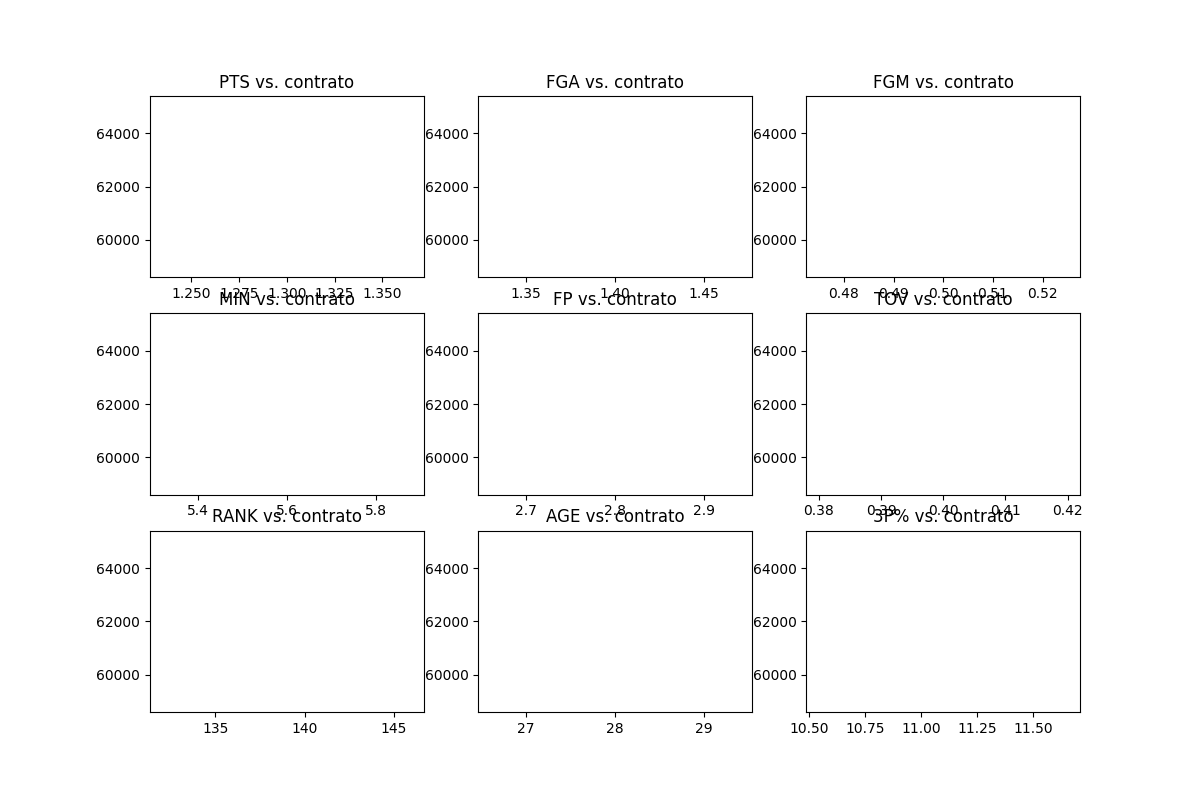 PTS vs. contrato
FGA vs. contrato
FGM vs. contrato
64000
62000
60000
64000
62000
60000
64000
62000
60000
1.250 1.275 1.300 1.325 1.350
1.35 1.40 1.45
0.48 0.49 0.50 0.51 0.52
MIN vs. contrato
FP vs. contrato
TOV vs. contrato
64000
62000
60000
64000
62000
60000
64000
62000
60000
5.4 5.6 5.8
2.7 2.8 2.9
0.38 0.39 0.40 0.41 0.42
RANK vs. contrato
AGE vs. contrato
3P% vs. contrato
64000
62000
60000
64000
62000
60000
64000
62000
60000
135 140 145
27 28 29
10.50 10.75 11.00 11.25 11.50